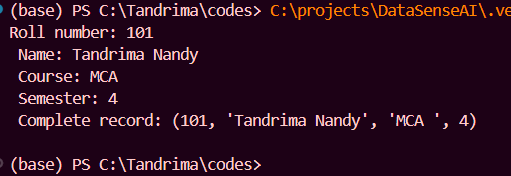 (base) PS C:\Tandrima\codes> C:\projects\DataSenseAI\.ve
Roll number: 101
 Name: Tandrima Nandy
 Course: MCA
 Semester: 4
 Complete record: (101, 'Tandrima Nandy', 'MCA ', 4)
(base) PS C:\Tandrima\codes>